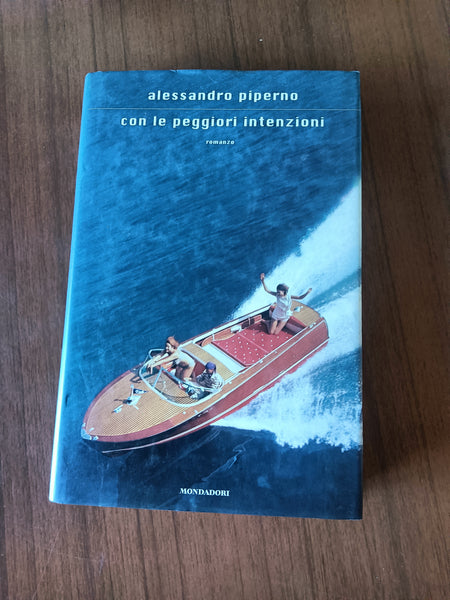 alessandro piperno
con le peggiori intenzioni
romanzo
MONDADORI